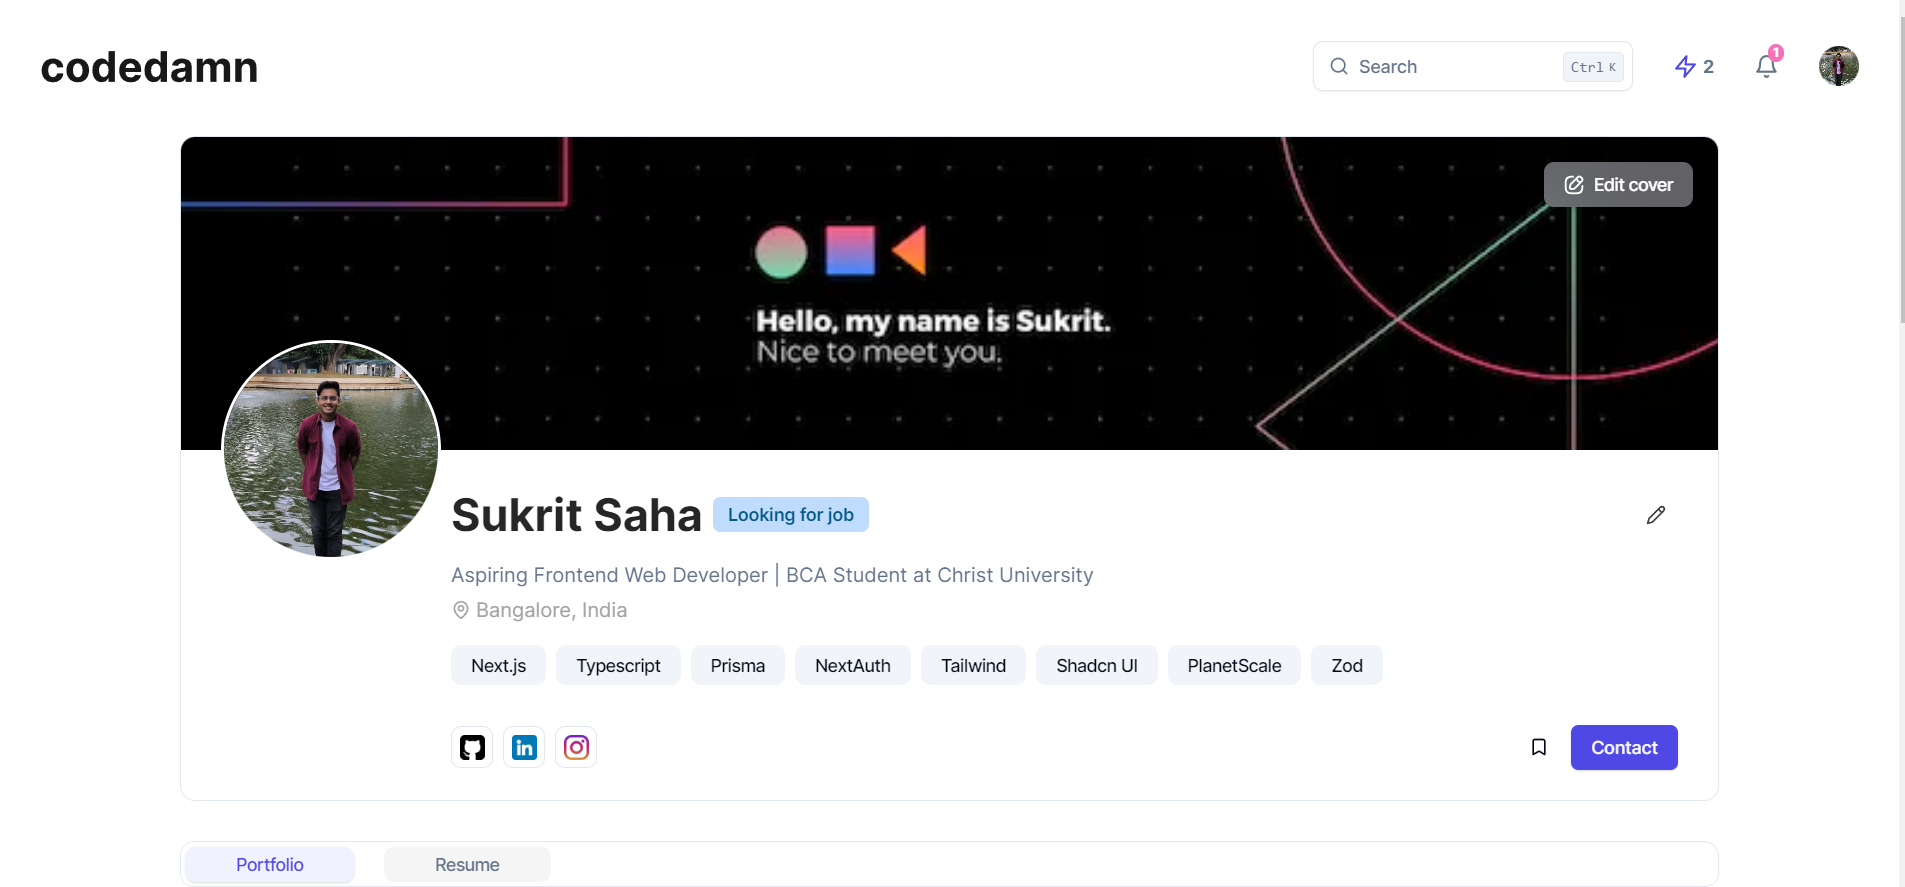 codedamn
Search
Ctrl K
2
1
Edit cover
Hello, my name is Sukrit.
Nice to meet you.
Sukrit Saha
Looking for job
Aspiring Frontend Web Developer | BCA Student at Christ University
Bangalore, India
Next.js Typescript Prisma NextAuth Tailwind Shadcn UI PlanetScale Zod
in
Contact
Portfolio Resume